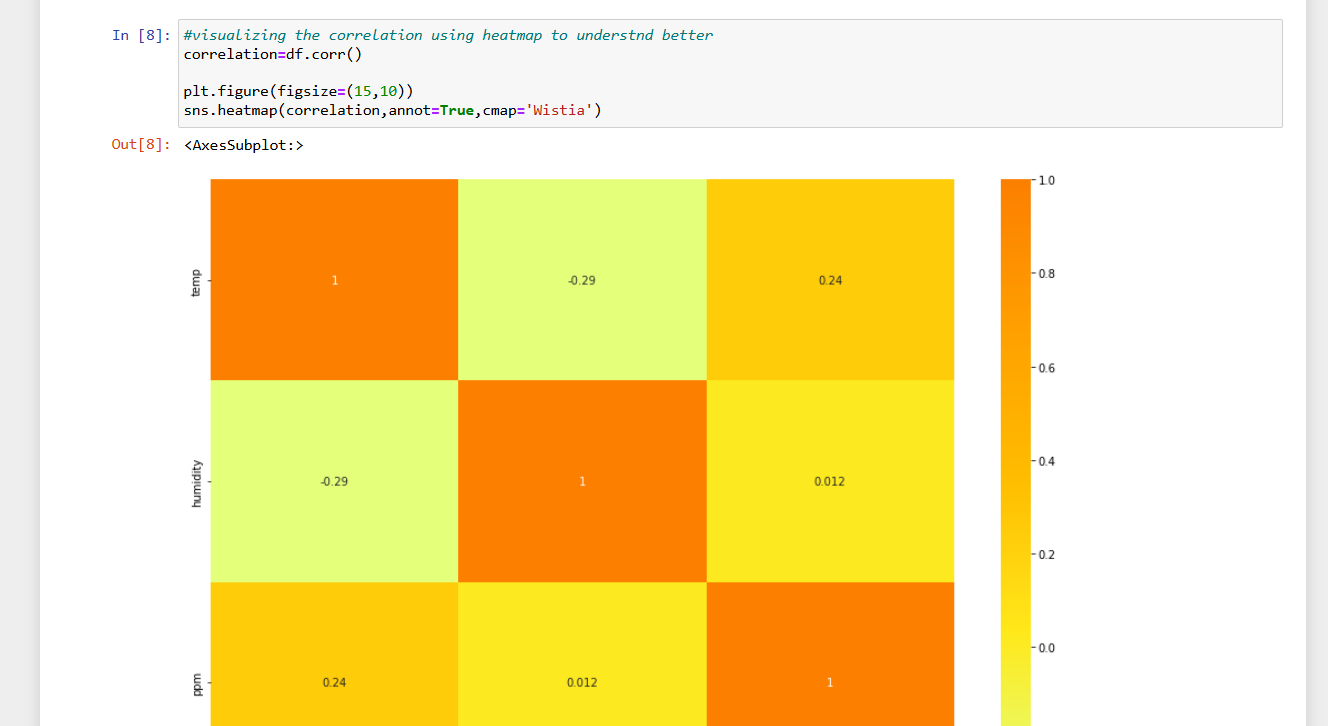 In [8]: #visualizing the correlation using heatmap to understnd better
correlation=df.corr()
plt.figure(figsize=(15,10))
sns.heatmap(correlation,annot=True,cmap='Wistia')
Out[8]: <AxesSubplot:>
1.0
temp 1 -0.29 0.24
0.8
0.6
0.4
humidity -0.29 1 0.012
0.2
0.0
ppm 0.24 0.012 1